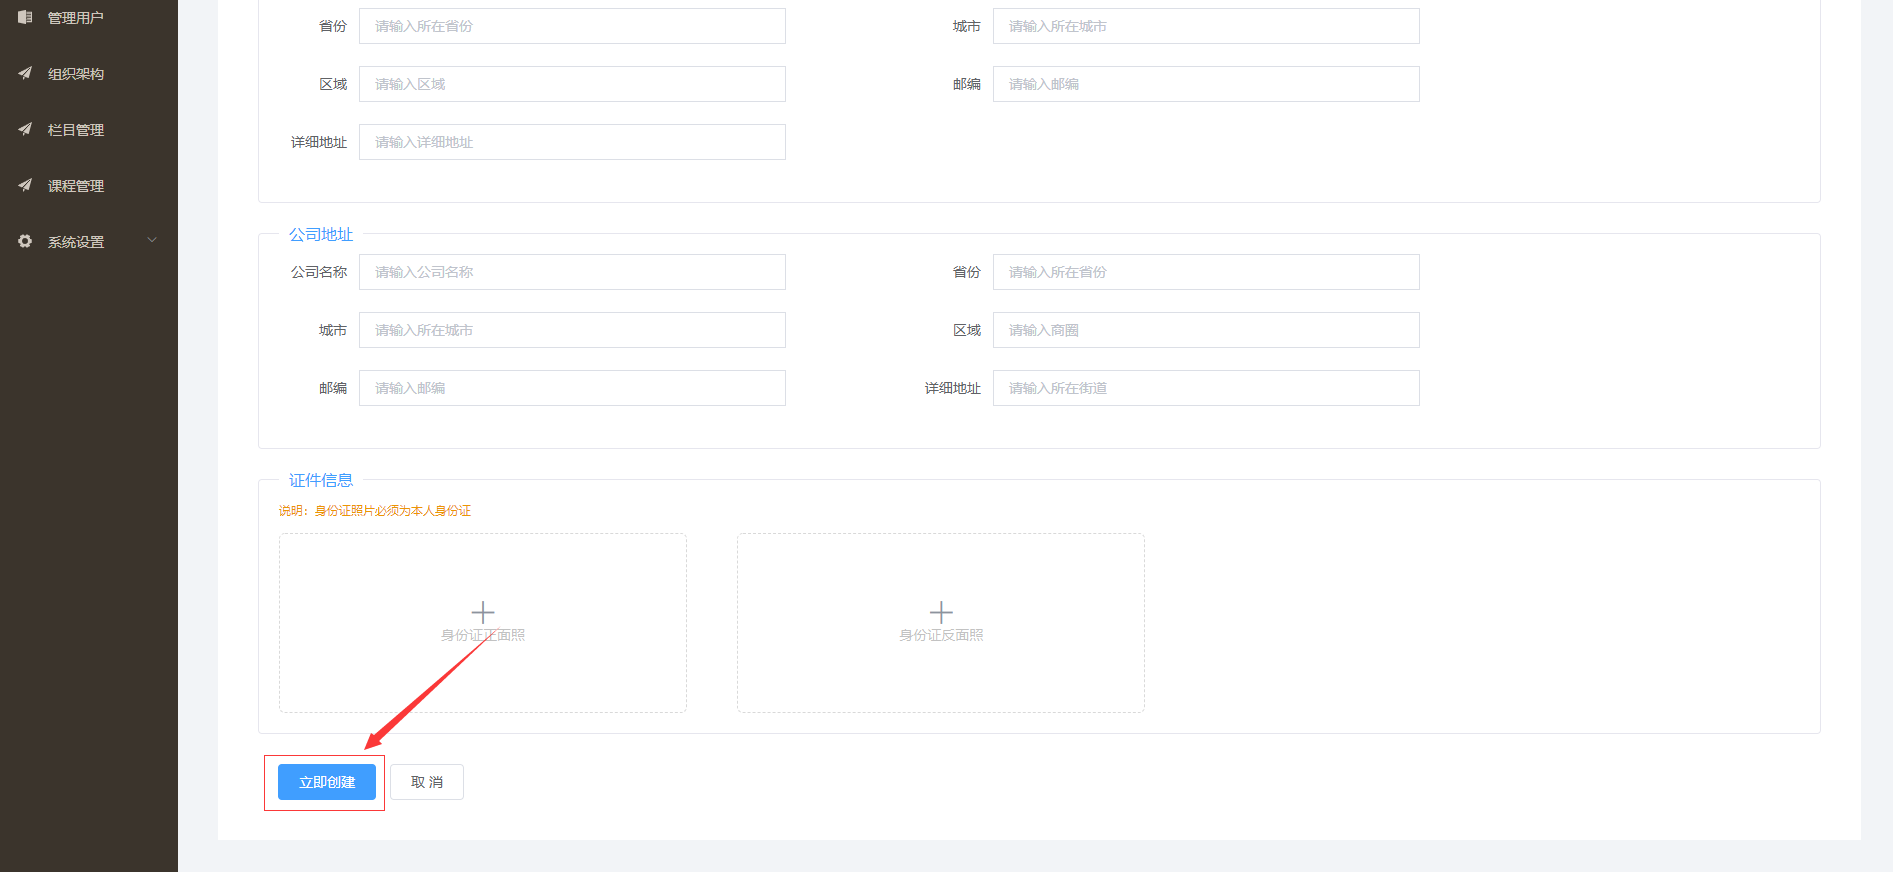 管理用户
组织架构
栏目管理
课程管理
系统设置
省份 请输入所在省份 城市 请输入所在城市
区域 请输入区域 邮编 请输入邮编
详细地址 请输入详细地址
公司地址
公司名称 请输入公司名称 省份 请输入所在省份
城市 请输入所在城市 区域 请输入商圈
邮编 请输入邮编 详细地址 请输入所在街道
证件信息
说明：身份证照片必须为本人身份证
身份证正面照 身份证反面照
立即创建 取 消